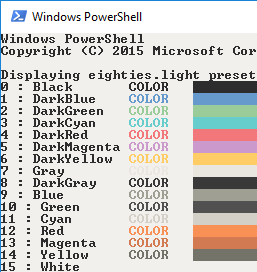 Windows PowerShell
Windows PowerShell
Copyright (C) 2015 Microsoft Cor
Displaying eighties.light preset
0 : Black COLOR
1 : DarkBlue COLOR
2 : DarkGreen COLOR
3 : DarkCyan COLOR
4 : DarkRed COLOR
5 : DarkMagenta COLOR
6 : DarkYellow COLOR
7 : Gray COLOR
8 : DarkGray COLOR
9 : Blue COLOR
10 : Green COLOR
11 : Cyan COLOR
12 : Red COLOR
13 : Magenta COLOR
14 : Yellow COLOR
15 : White